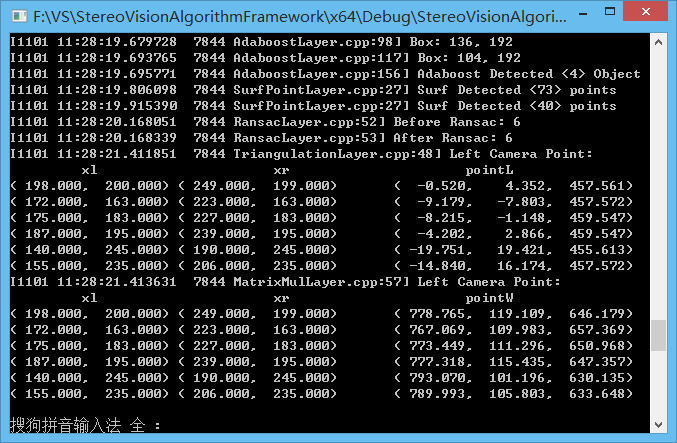 F:\VS\StereoVisionAlgorithmFramework\x64\Debug\StereoVisionAlgori...
I1101 11:28:19.679728  7844 AdaboostLayer.cpp:98] Box: 136, 192
I1101 11:28:19.693765  7844 AdaboostLayer.cpp:117] Box: 104, 192
I1101 11:28:19.695771  7844 AdaboostLayer.cpp:156] Adaboost Detected <4> Object
I1101 11:28:19.806098  7844 SurfPointLayer.cpp:27] Surf Detected <73> points
I1101 11:28:19.915390  7844 SurfPointLayer.cpp:27] Surf Detected <40> points
I1101 11:28:20.168051  7844 RansacLayer.cpp:52] Before Ransac: 6
I1101 11:28:20.168339  7844 RansacLayer.cpp:53] After Ransac: 6
I1101 11:28:21.411851  7844 TriangulationLayer.cpp:48] Left Camera Point:
xl xr pointL
( 198.000,  200.000) ( 249.000,  199.000) (  -0.520,    4.352,  457.561)
( 172.000,  163.000) ( 223.000,  163.000) (  -9.179,   -7.803,  457.572)
( 175.000,  183.000) ( 227.000,  183.000) (  -8.215,   -1.148,  459.547)
( 187.000,  195.000) ( 239.000,  195.000) (  -4.202,    2.866,  459.547)
( 140.000,  245.000) ( 190.000,  245.000) ( -19.751,   19.421,  455.613)
( 155.000,  235.000) ( 206.000,  235.000) ( -14.840,   16.174,  457.572)
I1101 11:28:21.413631  7844 MatrixMulLayer.cpp:57] Left Camera Point:
xl xr pointW
( 198.000,  200.000) ( 249.000,  199.000) ( 778.765,  119.109,  646.179)
( 172.000,  163.000) ( 223.000,  163.000) ( 767.069,  109.983,  657.369)
( 175.000,  183.000) ( 227.000,  183.000) ( 773.449,  111.296,  650.968)
( 187.000,  195.000) ( 239.000,  195.000) ( 777.318,  115.435,  647.357)
( 140.000,  245.000) ( 190.000,  245.000) ( 793.070,  101.196,  630.135)
( 155.000,  235.000) ( 206.000,  235.000) ( 789.993,  105.803,  633.648)
搜狗拼音输入法 全 :